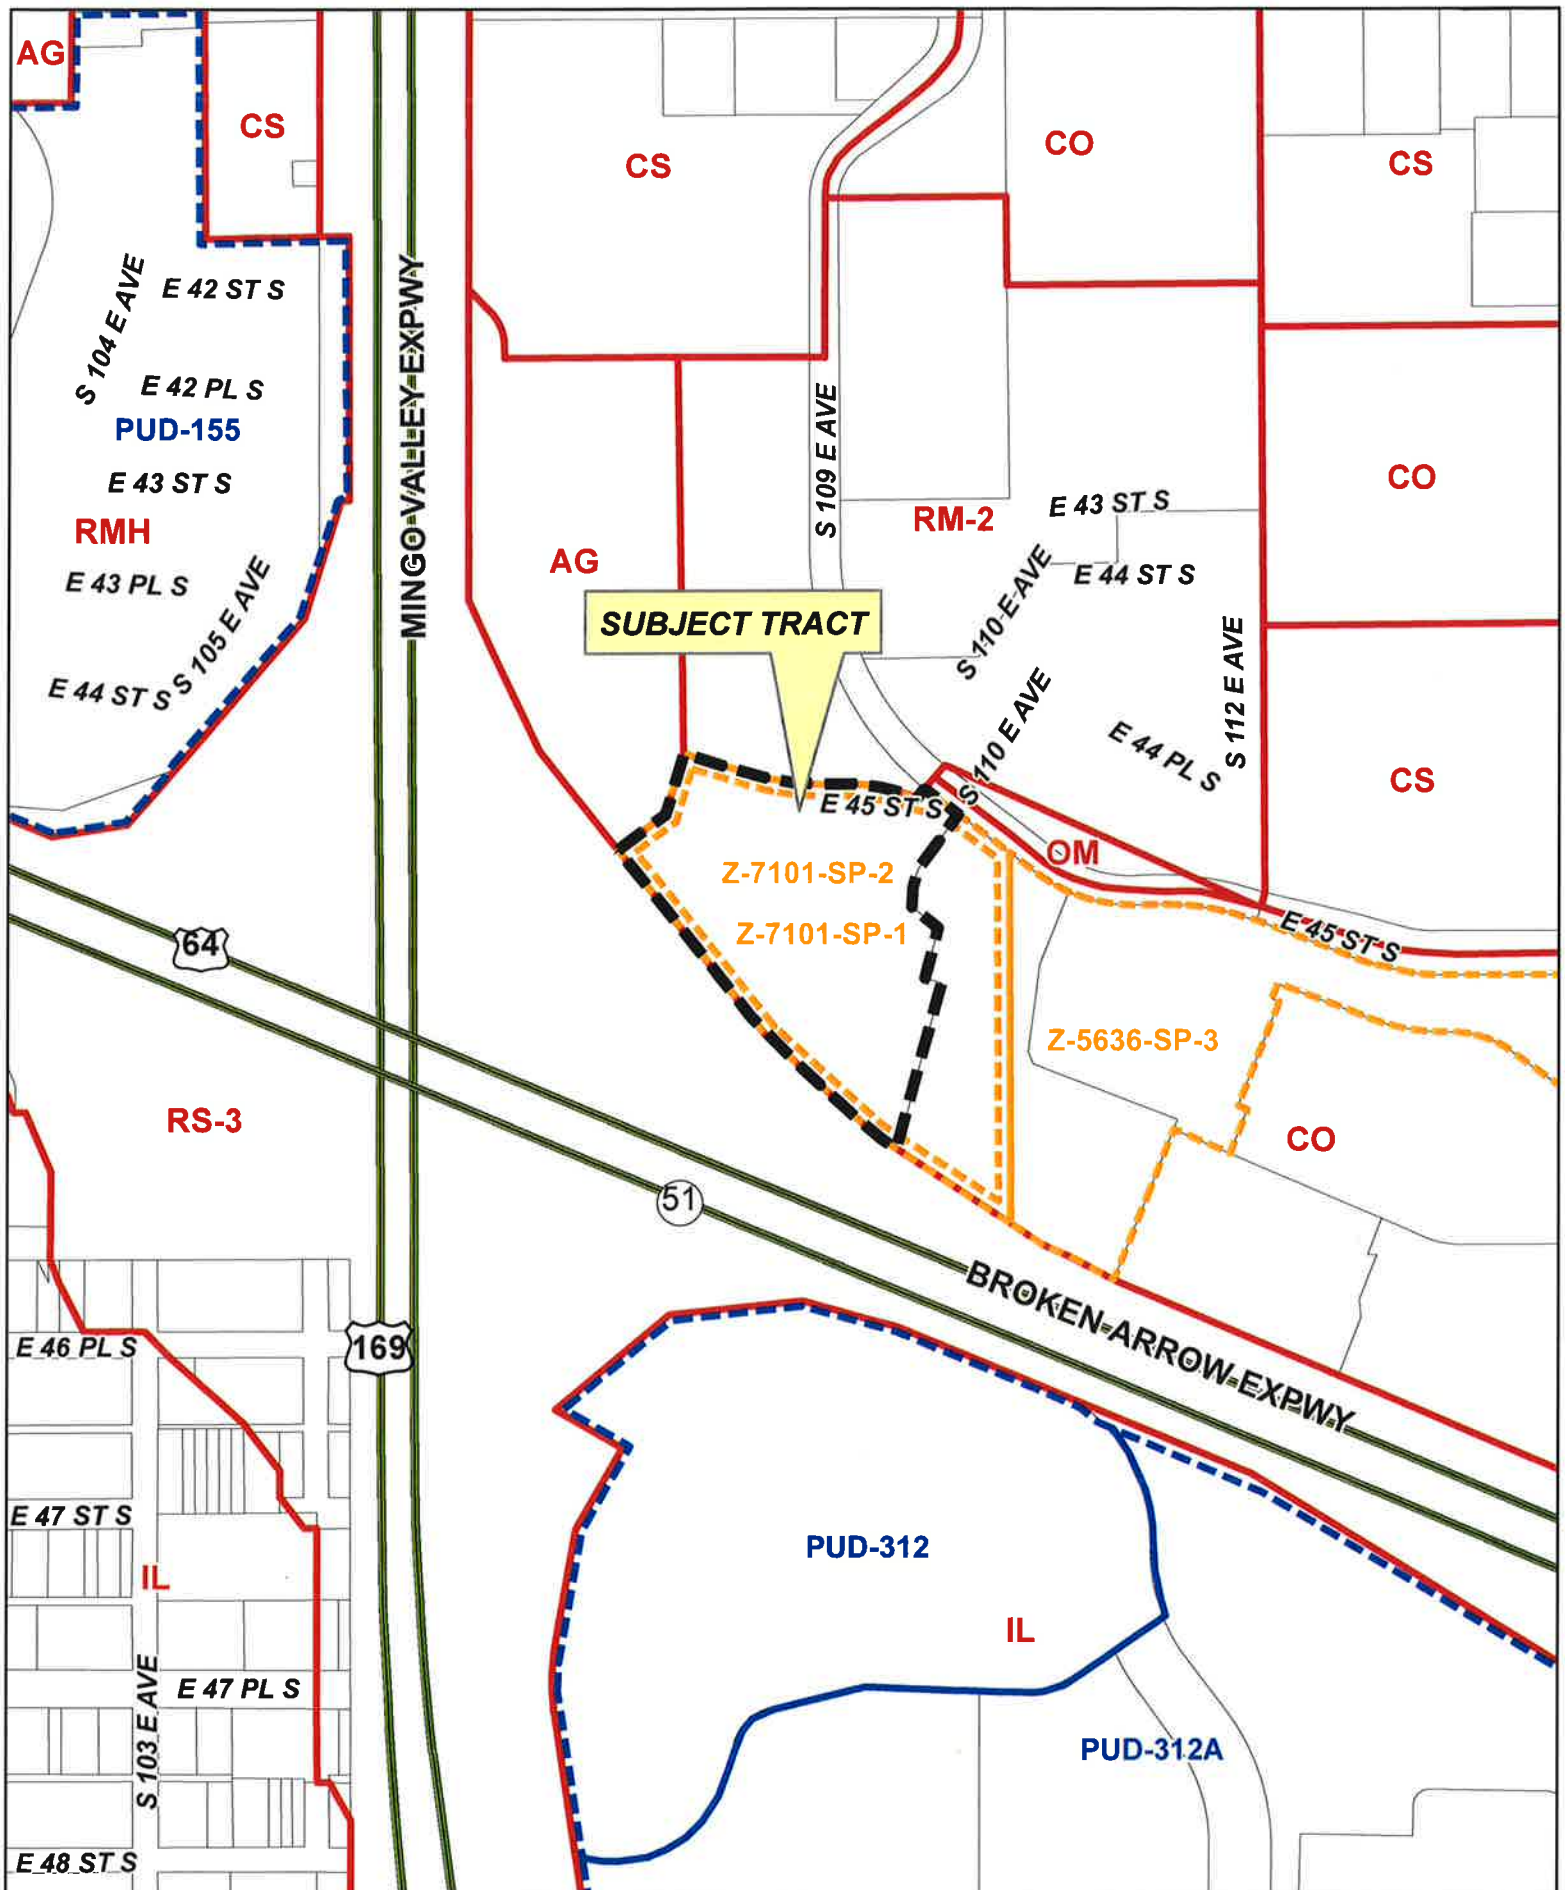 AG
CS
CS
CO
CS
S 104 E AVE
E 42 ST S
E 42 PL S
PUD-155
E 43 ST S
RMH
E 43 PL S
S 105 E AVE
E 44 ST S
MINGO VALLEY EXPWY
S 109 E AVE
AG
RM-2
E 43 ST S
CO
S 110 E AVE
E 44 ST S
SUBJECT TRACT
S 112 E AVE
S 110 E AVE
E 44 PL S
CS
E 45 ST S
OM
Z-7101-SP-2
Z-7101-SP-1
E 45 ST S
64
Z-5636-SP-3
RS-3
CO
51
BROKEN ARROW EXPWY
169
E 46 PL S
E 47 ST S
PUD-312
IL
IL
S 103 E AVE
E 47 PL S
PUD-312A
E 48 ST S